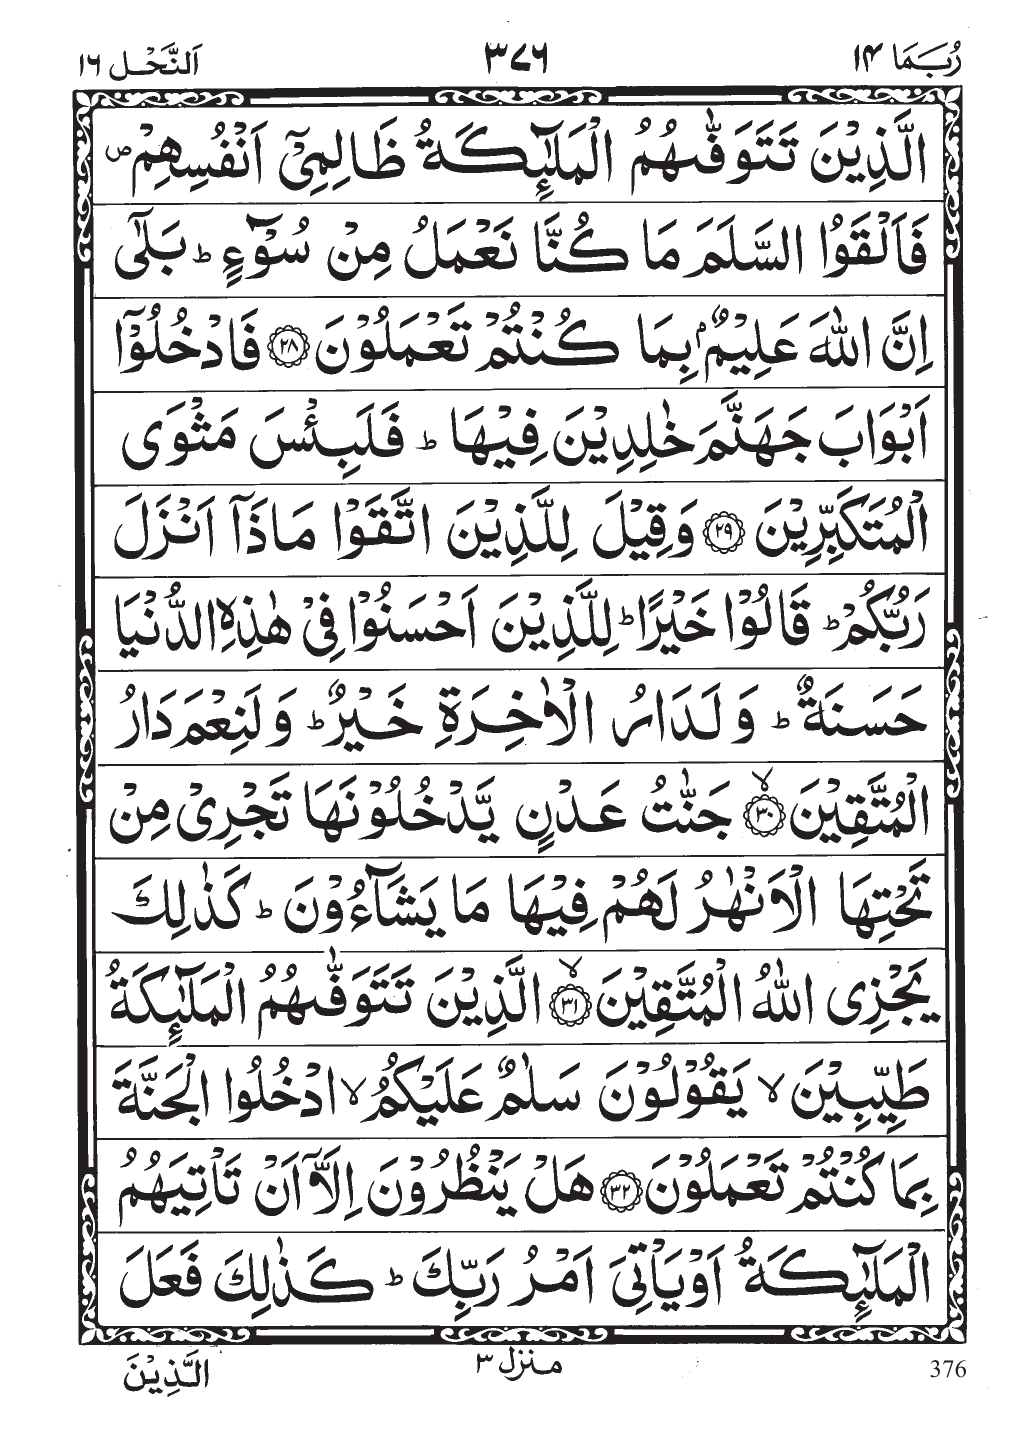 رُبَمَا ١٤
٣٧٦
اَلنَّحْل ١٦
الَّذِيْنَ تَتَوَفّٰىهُمُ الْمَلٰٓئِكَةُ ظَالِمِيْٓ اَنْفُسِهِمْ ص
فَاَلْقَوُا السَّلَمَ مَا كُنَّا نَعْمَلُ مِنْ سُوْٓءٍ ؕ بَلٰٓى
اِنَّ اللّٰهَ عَلِيْمٌۢ بِمَا كُنْتُمْ تَعْمَلُوْنَ ۝٢٨ فَادْخُلُوْٓا
اَبْوَابَ جَهَنَّمَ خٰلِدِيْنَ فِيْهَا ؕ فَلَبِئْسَ مَثْوَى
الْمُتَكَبِّرِيْنَ ۝٢٩ وَقِيْلَ لِلَّذِيْنَ اتَّقَوْا مَاذَآ اَنْزَلَ
رَبُّكُمْ ؕ قَالُوْا خَيْرًا ؕ لِلَّذِيْنَ اَحْسَنُوْا فِيْ هٰذِهِ الدُّنْيَا
حَسَنَةٌ ؕ وَلَدَارُ الْاٰخِرَةِ خَيْرٌ ؕ وَلَنِعْمَ دَارُ
الْمُتَّقِيْنَ ۝٣٠ لا جَنّٰتُ عَدْنٍ يَّدْخُلُوْنَهَا تَجْرِيْ مِنْ
تَحْتِهَا الْاَنْهٰرُ لَهُمْ فِيْهَا مَا يَشَآءُوْنَ ؕ كَذٰلِكَ
يَجْزِى اللّٰهُ الْمُتَّقِيْنَ ۝٣١ لا الَّذِيْنَ تَتَوَفّٰىهُمُ الْمَلٰٓئِكَةُ
طَيِّبِيْنَ لا يَقُوْلُوْنَ سَلٰمٌ عَلَيْكُمُ لا ادْخُلُوا الْجَنَّةَ
بِمَا كُنْتُمْ تَعْمَلُوْنَ ۝٣٢ هَلْ يَنْظُرُوْنَ اِلَّآ اَنْ تَاْتِيَهُمُ
الْمَلٰٓئِكَةُ اَوْ يَاْتِيَ اَمْرُ رَبِّكَ ؕ كَذٰلِكَ فَعَلَ
الَّذِيْنَ
منزل ٣
376